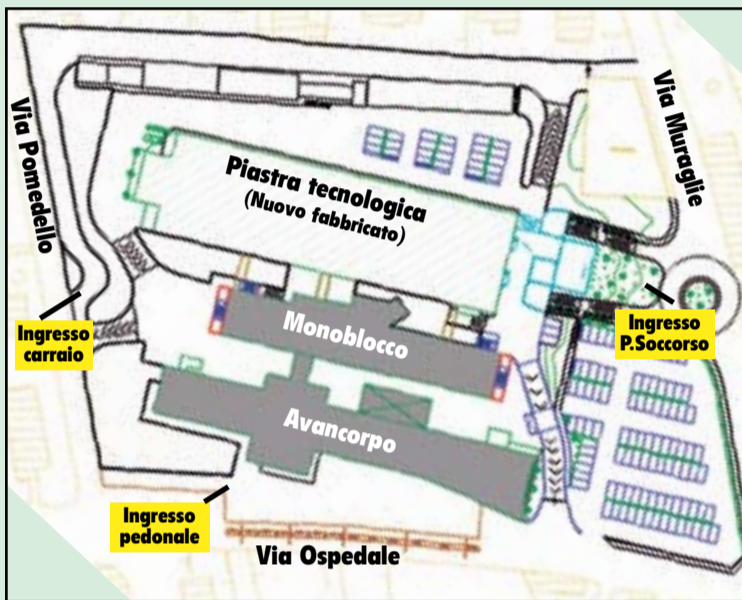 Via Pomedello
Via Muraglie
Piastra tecnologica
(Nuovo fabbricato)
Ingresso
carraio
Monoblocco
Ingresso
P.Soccorso
Avancorpo
Ingresso
pedonale
Via Ospedale